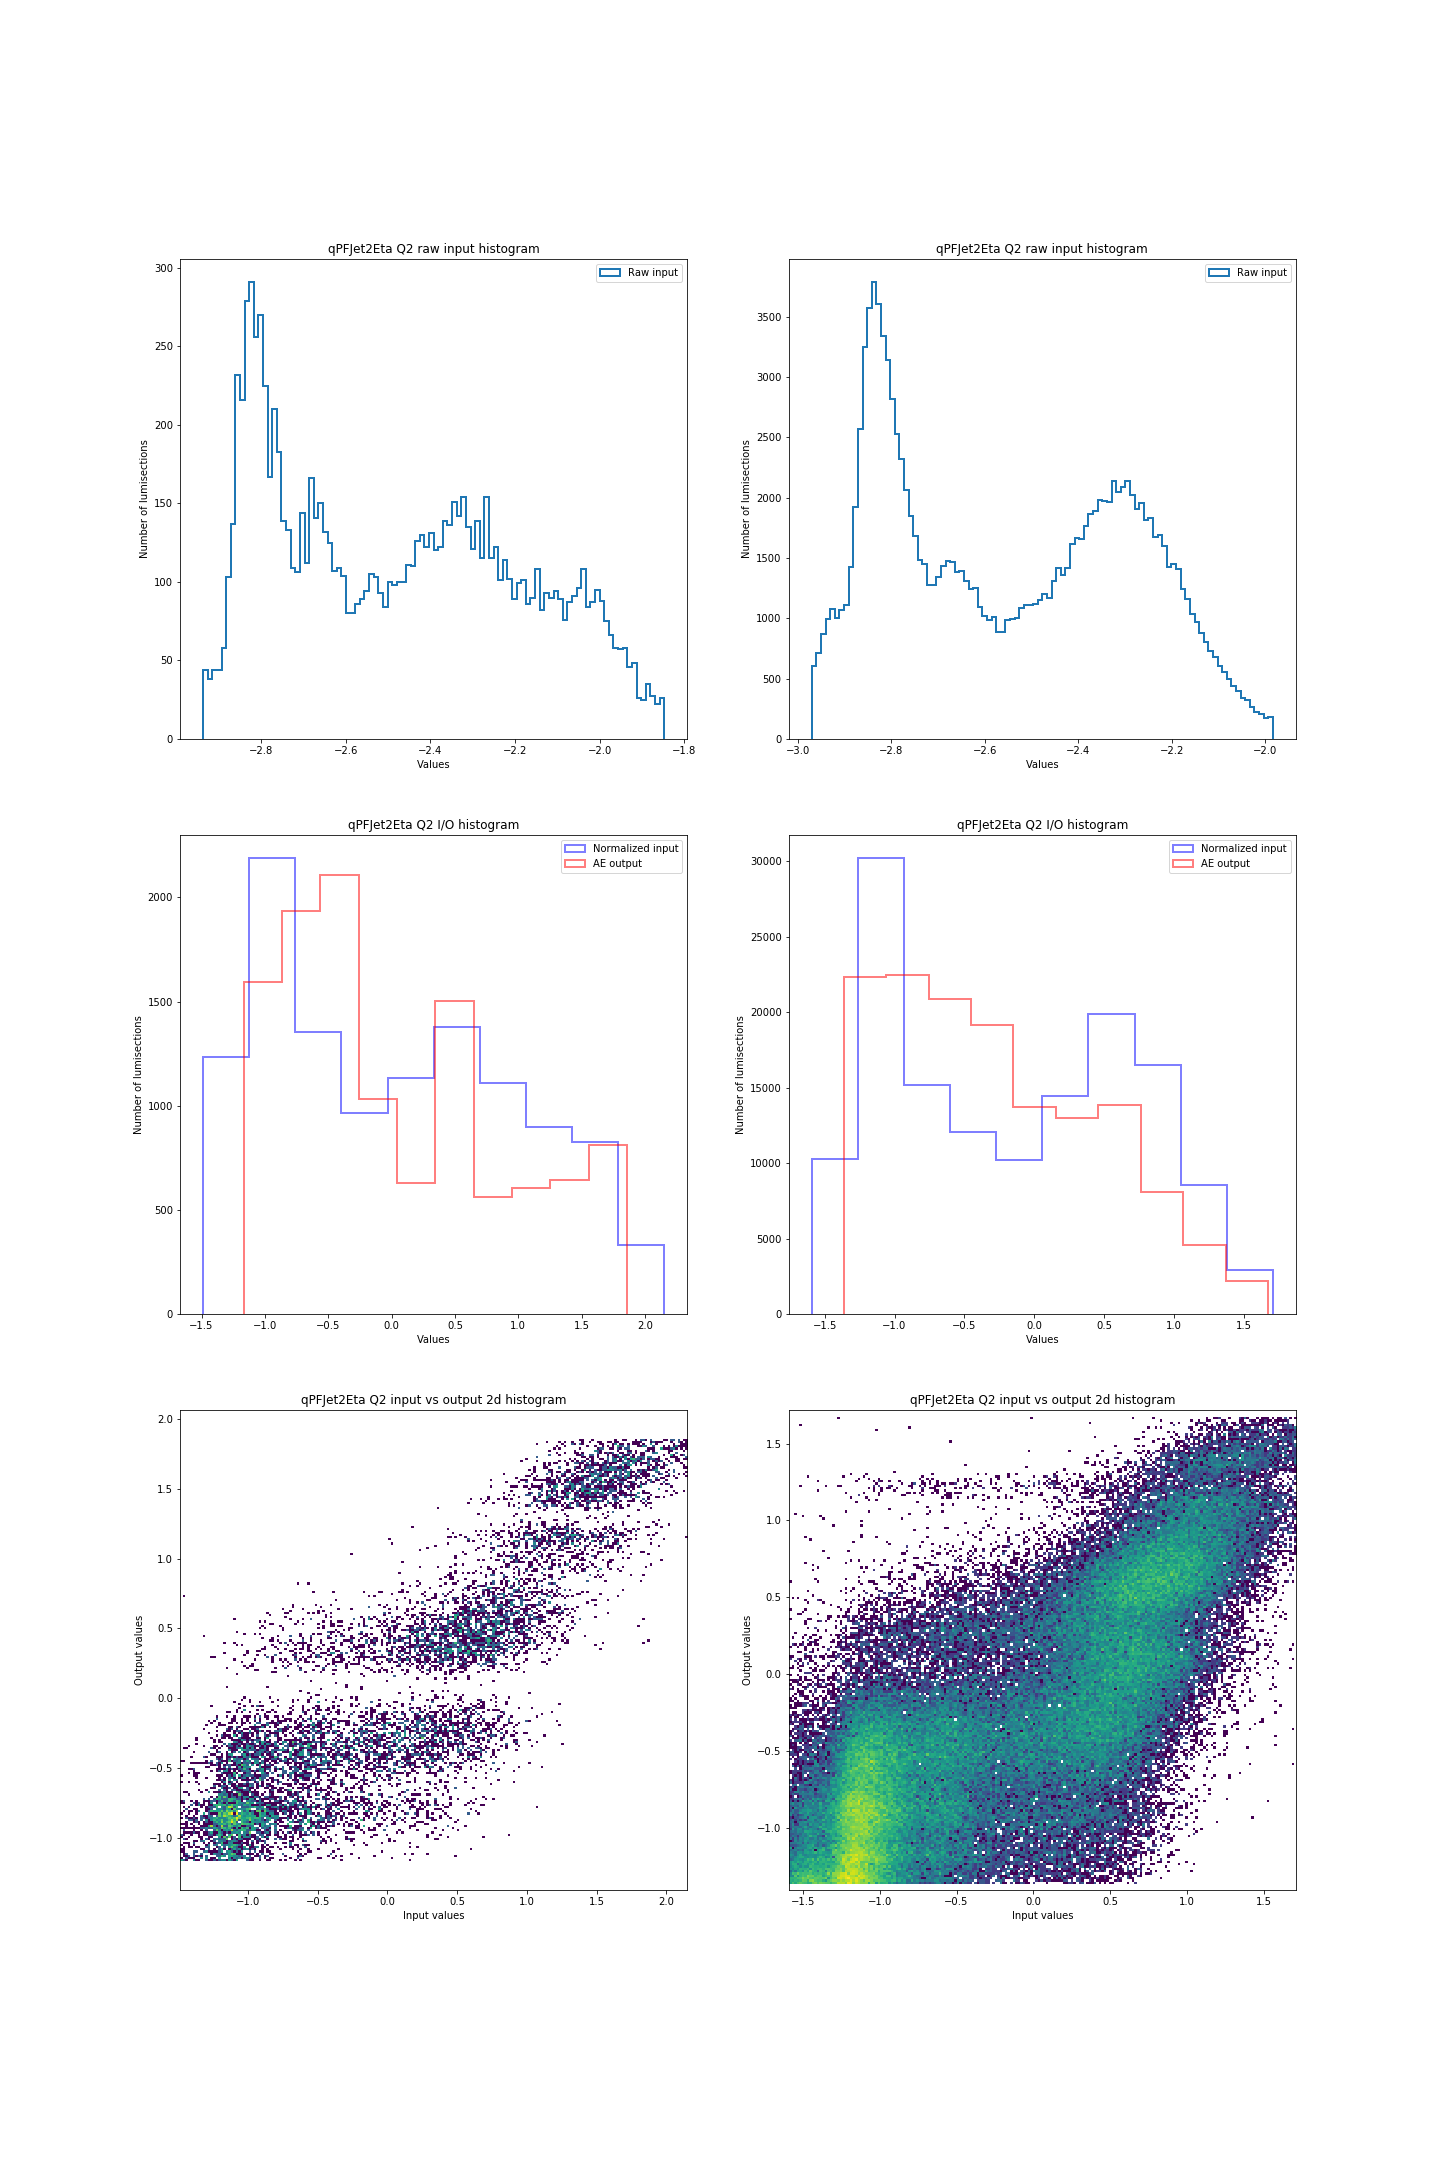 qPFJet2Eta Q2 raw input histogram
Raw input
300
250
200
150
100
50
0
Number of lumisections
−2.8 −2.6 −2.4 −2.2 −2.0 −1.8
Values
qPFJet2Eta Q2 raw input histogram
Raw input
3500
3000
2500
2000
1500
1000
500
0
Number of lumisections
−3.0 −2.8 −2.6 −2.4 −2.2 −2.0
Values
qPFJet2Eta Q2 I/O histogram
Normalized input
AE output
2000
1500
1000
500
0
Number of lumisections
−1.5 −1.0 −0.5 0.0 0.5 1.0 1.5 2.0
Values
qPFJet2Eta Q2 I/O histogram
Normalized input
AE output
30000
25000
20000
15000
10000
5000
0
Number of lumisections
−1.5 −1.0 −0.5 0.0 0.5 1.0 1.5
Values
qPFJet2Eta Q2 input vs output 2d histogram
2.0
1.5
1.0
0.5
0.0
−0.5
−1.0
Output values
−1.0 −0.5 0.0 0.5 1.0 1.5 2.0
Input values
qPFJet2Eta Q2 input vs output 2d histogram
1.5
1.0
0.5
0.0
−0.5
−1.0
Output values
−1.5 −1.0 −0.5 0.0 0.5 1.0 1.5
Input values